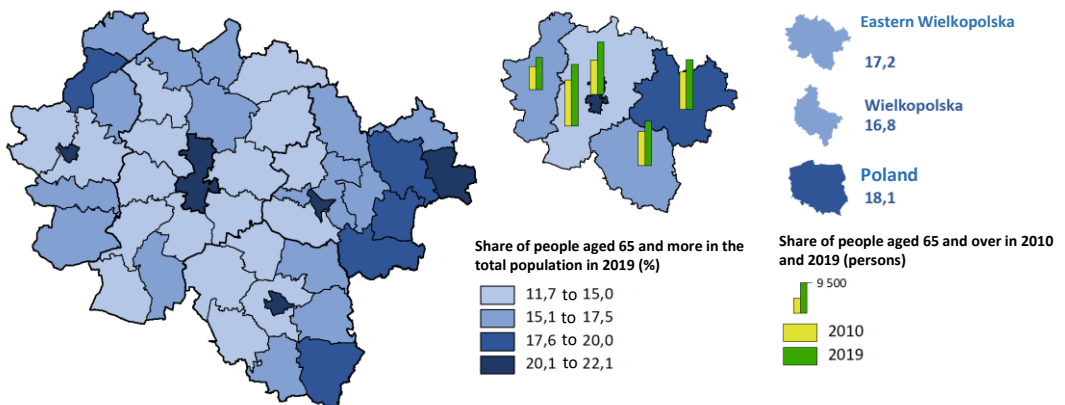 Eastern Wielkopolska
17,2
Wielkopolska
16,8
Poland
18,1
Share of people aged 65 and more in the
total population in 2019 (%)
11,7 to 15,0
15,1 to 17,5
17,6 to 20,0
20,1 to 22,1
Share of people aged 65 and over in 2010
and 2019 (persons)
9 500
2010
2019